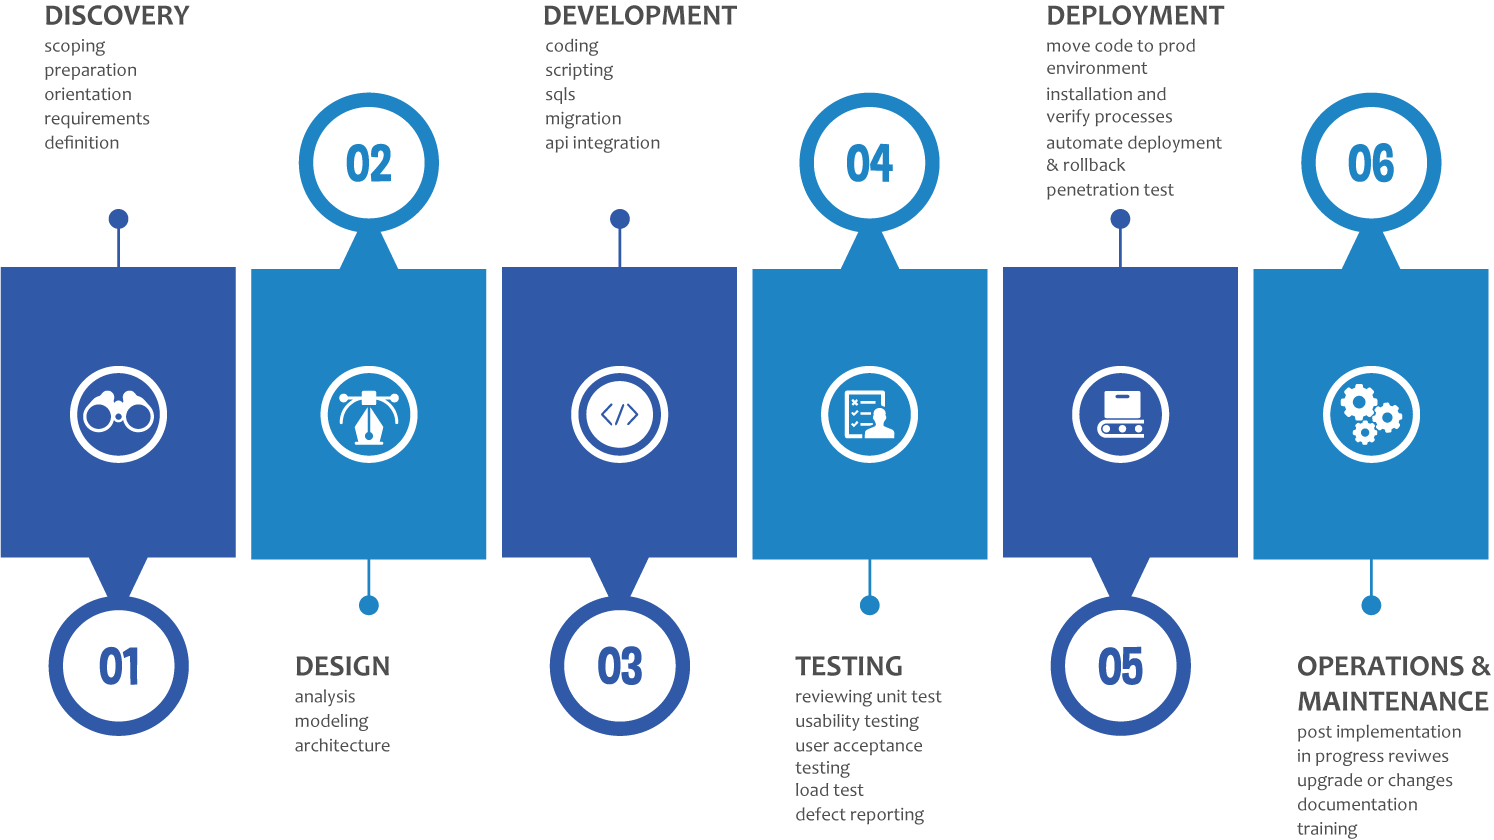 DISCOVERY
scoping
preparation
orientation
requirements
definition
01
02
DESIGN
analysis
modeling
architecture
DEVELOPMENT
coding
scripting
sqls
migration
api integration
</>
03
04
TESTING
reviewing unit test
usability testing
user acceptance
testing
load test
defect reporting
DEPLOYMENT
move code to prod
environment
installation and
verify processes
automate deployment
& rollback
penetration test
05
06
OPERATIONS &
MAINTENANCE
post implementation
in progress reviwes
upgrade or changes
documentation
training